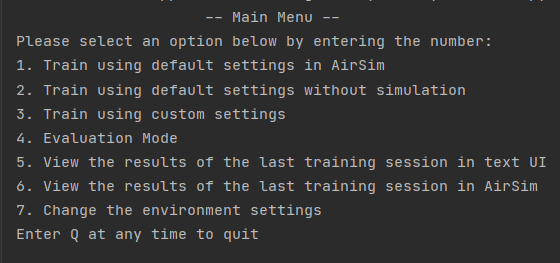 -- Main Menu --
Please select an option below by entering the number:
1. Train using default settings in AirSim
2. Train using default settings without simulation
3. Train using custom settings
4. Evaluation Mode
5. View the results of the last training session in text UI
6. View the results of the last training session in AirSim
7. Change the environment settings
Enter Q at any time to quit